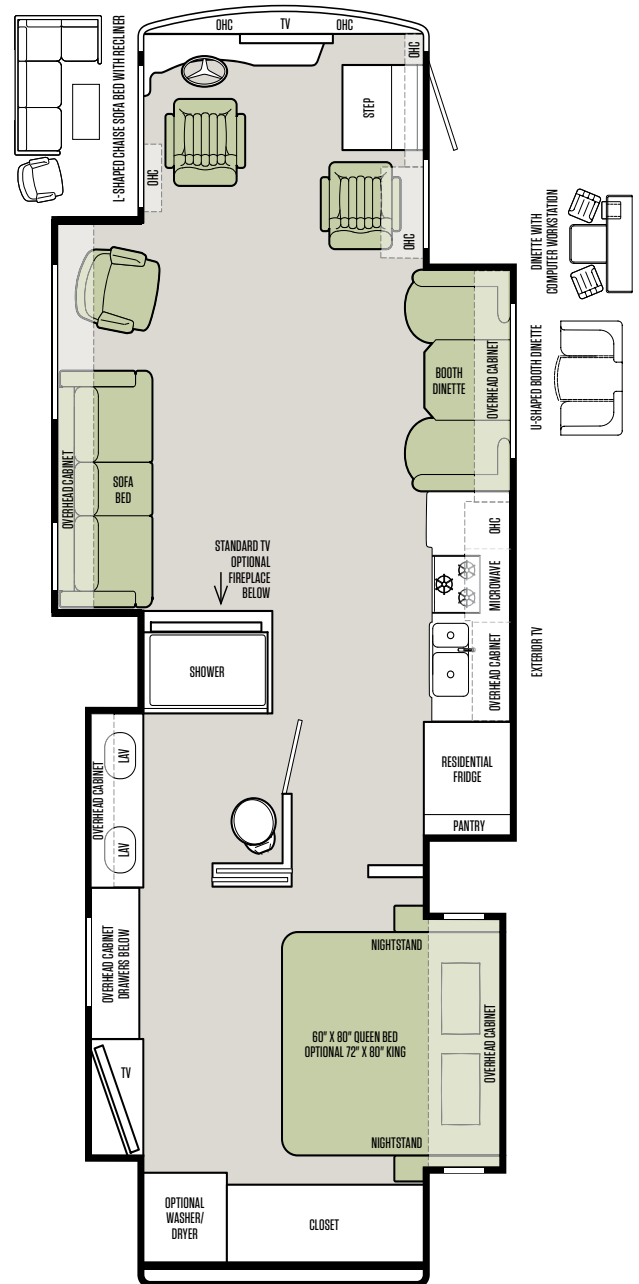 OHC
TV
OHC
OHC
L-SHAPED CHAISE SOFA BED WITH RECLINER
STEP
OHC
OHC
DINETTE WITH
COMPUTER WORKSTATION
BOOTH
DINETTE
OVERHEAD CABINET
U-SHAPED BOOTH DINETTE
OVERHEAD CABINET
SOFA
BED
OHC
STANDARD TV
OPTIONAL
FIREPLACE
BELOW
MICROWAVE
EXTERIOR TV
SHOWER
OVERHEAD CABINET
OVERHEAD CABINET
LAV
LAV
RESIDENTIAL
FRIDGE
PANTRY
OVERHEAD CABINET
DRAWERS BELOW
NIGHTSTAND
60" X 80" QUEEN BED
OPTIONAL 72" X 80" KING
OVERHEAD CABINET
TV
NIGHTSTAND
OPTIONAL
WASHER/
DRYER
CLOSET